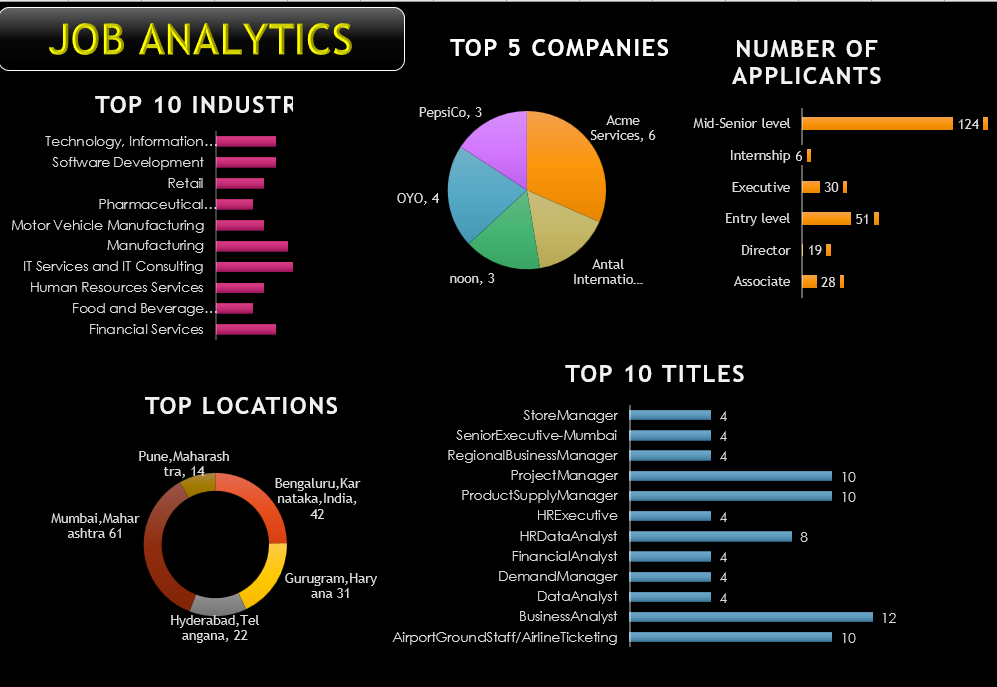 JOB ANALYTICS
TOP 10 INDUSTR
Technology, Information...
Software Development
Retail
Pharmaceutical...
Motor Vehicle Manufacturing
Manufacturing
IT Services and IT Consulting
Human Resources Services
Food and Beverage...
Financial Services
TOP 5 COMPANIES
PepsiCo, 3
Acme
Services, 6
OYO, 4
noon, 3
Antal
Internatio...
NUMBER OF
APPLICANTS
Mid-Senior level 124
Internship 6
Executive 30
Entry level 51
Director 19
Associate 28
TOP LOCATIONS
Pune,Maharash
tra, 14
Bengaluru,Kar
nataka,India,
42
Mumbai,Mahar
ashtra 61
Gurugram,Hary
ana 31
Hyderabad,Tel
angana, 22
TOP 10 TITLES
StoreManager 4
SeniorExecutive-Mumbai 4
RegionalBusinessManager 4
ProjectManager 10
ProductSupplyManager 10
HRExecutive 4
HRDataAnalyst 8
FinancialAnalyst 4
DemandManager 4
DataAnalyst 4
BusinessAnalyst 12
AirportGroundStaff/AirlineTicketing 10